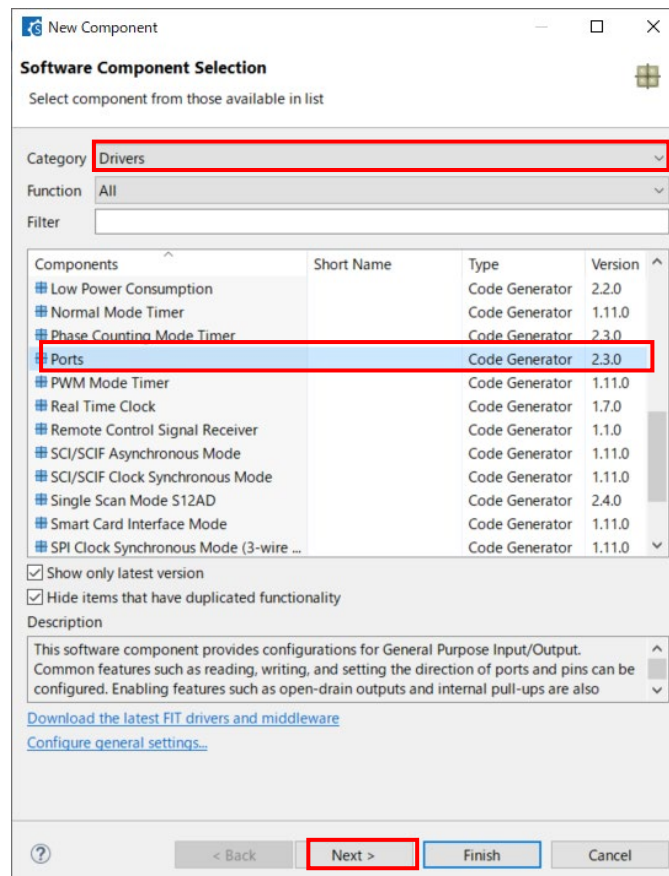 New Component
Software Component Selection
Select component from those available in list
Category Drivers
Function All
Filter
Components Short Name Type Version
Low Power Consumption Code Generator 2.2.0
Normal Mode Timer Code Generator 1.11.0
Phase Counting Mode Timer Code Generator 2.3.0
Ports Code Generator 2.3.0
PWM Mode Timer Code Generator 1.11.0
Real Time Clock Code Generator 1.7.0
Remote Control Signal Receiver Code Generator 1.1.0
SCI/SCIF Asynchronous Mode Code Generator 1.11.0
SCI/SCIF Clock Synchronous Mode Code Generator 1.11.0
Single Scan Mode S12AD Code Generator 2.4.0
Smart Card Interface Mode Code Generator 1.11.0
SPI Clock Synchronous Mode (3-wire ... Code Generator 1.11.0
Show only latest version
Hide items that have duplicated functionality
Description
This software component provides configurations for General Purpose Input/Output.
Common features such as reading, writing, and setting the direction of ports and pins can be
configured. Enabling features such as open-drain outputs and internal pull-ups are also
Download the latest FIT drivers and middleware
Configure general settings...
? < Back Next > Finish Cancel